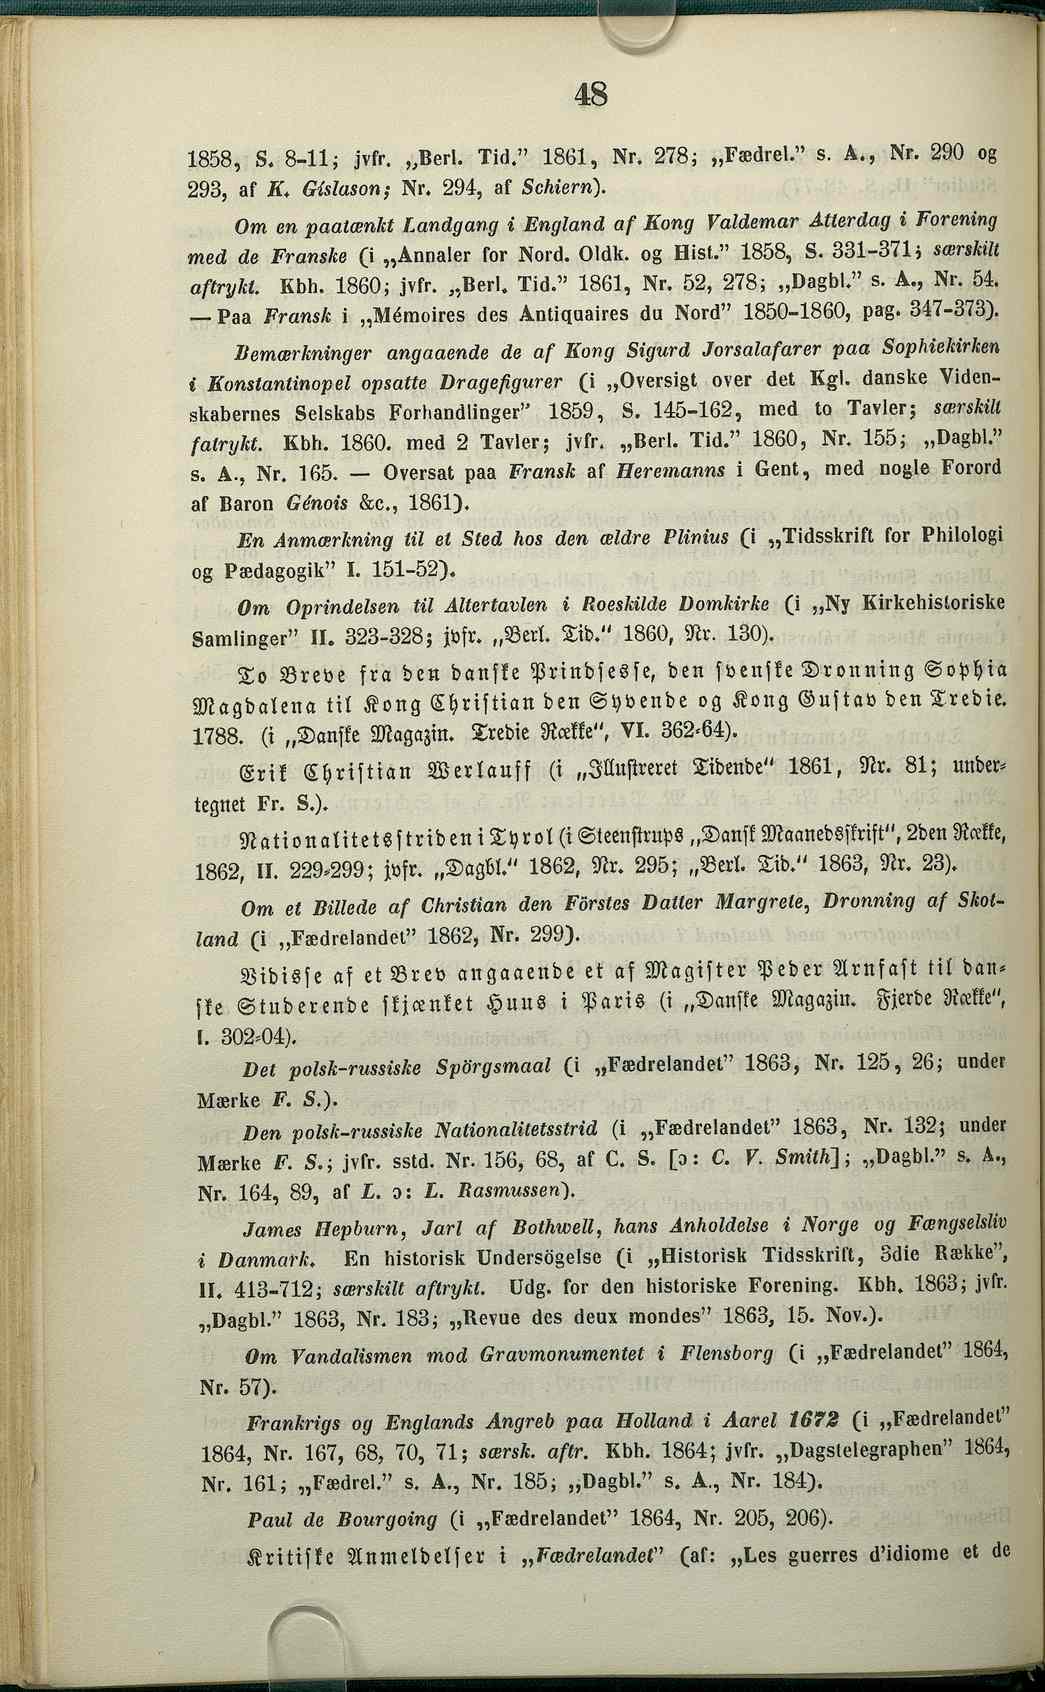 48
1858, S. 8-11; jvfr. „Berl. Tid.” 1861, Nr. 278; „Fædrel.” s. A., Nr. 290 og
293, af K. Gíslason; Nr. 294, af Schiern).
Om en paatænkt Landgang i England af Kong Valdemar Atterdag i Forening
med de Franske (i „Annaler for Nord. Oldk. og Hist.” 1858, S. 331-371; særskilt
aftrykt. Kbh. 1860; jvfr. „Berl. Tid.” 1861, Nr. 52, 278; „Dagbl.” s. A., Nr. 54.
— Paa Fransk i „Mémoires des Antiquaires du Nord” 1850-1860, pag. 347-373).
Bemærkninger angaaende de af Kong Sigurd Jorsalafarer paa Sophiekirken
i Konstantinopel opsatte Dragefigurer (i „Oversigt over det Kgl. danske Viden-
skabernes Selskabs Forhandlinger” 1859, S. 145-162, med to Tavler; særskilt
fatrykt. Kbh. 1860. med 2 Tavler; jvfr. „Berl. Tid.” 1860, Nr. 155; „Dagbl.”
s. A., Nr. 165. — Oversat paa Fransk af Heremanns i Gent, med nogle Forord
af Baron Génois &c., 1861).
En Anmærkning til et Sted hos den ældre Plinius (i „Tidsskrift for Philologi
og Pædagogik” I. 151-52).
Om Oprindelsen til Altertavlen i Roeskilde Domkirke (i „Ny Kirkehistoriske
Samlinger” II. 323-328; jvfr. „Berl. Tid.” 1860, Nr. 130).
To Breve fra den danske Prindsesse, den svenske Dronning Sophia
Magdalena til Kong Christian den Syvende og Kong Gustav den Tredie.
1788. (i „Danske Magazin. Tredie Række”, VI. 362-64).
Erik Christian Werlauff (i „Illustreret Tidende” 1861, Nr. 81; under-
tegnet Fr. S.).
Nationalitetsstriden i Tyrol (i Steenstrups „Dansk Maanedsskrift”, 2den Række,
1862, II. 229-299; jvfr. „Dagbl.” 1862, Nr. 295; „Berl. Tid.” 1863, Nr. 23).
Om et Billede af Christian den Förstes Datter Margrete, Dronning af Skot-
land (i „Fædrelandet” 1862, Nr. 299).
Vidisse af et Brev angaaende et af Magister Peder Arnfast til dan-
ske Studerende skjænket Huus i Paris (i „Danske Magazin. Fjerde Række”,
I. 302-04).
Det polsk-russiske Spörgsmaal (i „Fædrelandet” 1863, Nr. 125, 26; under
Mærke F. S.).
Den polsk-russiske Nationalitetsstrid (i „Fædrelandet” 1863, Nr. 132; under
Mærke F. S.; jvfr. sstd. Nr. 156, 68, af C. S. [ɔ: C. V. Smith]; „Dagbl.” s. A.,
Nr. 164, 89, af L. ɔ: L. Rasmussen).
James Hepburn, Jarl af Bothwell, hans Anholdelse i Norge og Fængselsliv
i Danmark. En historisk Undersögelse (i „Historisk Tidsskrift, 3die Række”,
II. 413-712; særskilt aftrykt. Udg. for den historiske Forening. Kbh. 1863; jvfr.
„Dagbl.” 1863, Nr. 183; „Revue des deux mondes” 1863, 15. Nov.).
Om Vandalismen mod Gravmonumentet i Flensborg (i „Fædrelandet” 1864,
Nr. 57).
Frankrigs og Englands Angreb paa Holland i Aarel 1672 (i „Fædrelandet”
1864, Nr. 167, 68, 70, 71; særsk. aftr. Kbh. 1864; jvfr. „Dagstelegraphen” 1864,
Nr. 161; „Fædrel.” s. A., Nr. 185; „Dagbl.” s. A., Nr. 184).
Paul de Bourgoing (i „Fædrelandet” 1864, Nr. 205, 206).
Kritiske Anmeldelser i „Fædrelandet” (af: „Les guerres d'idiome et de